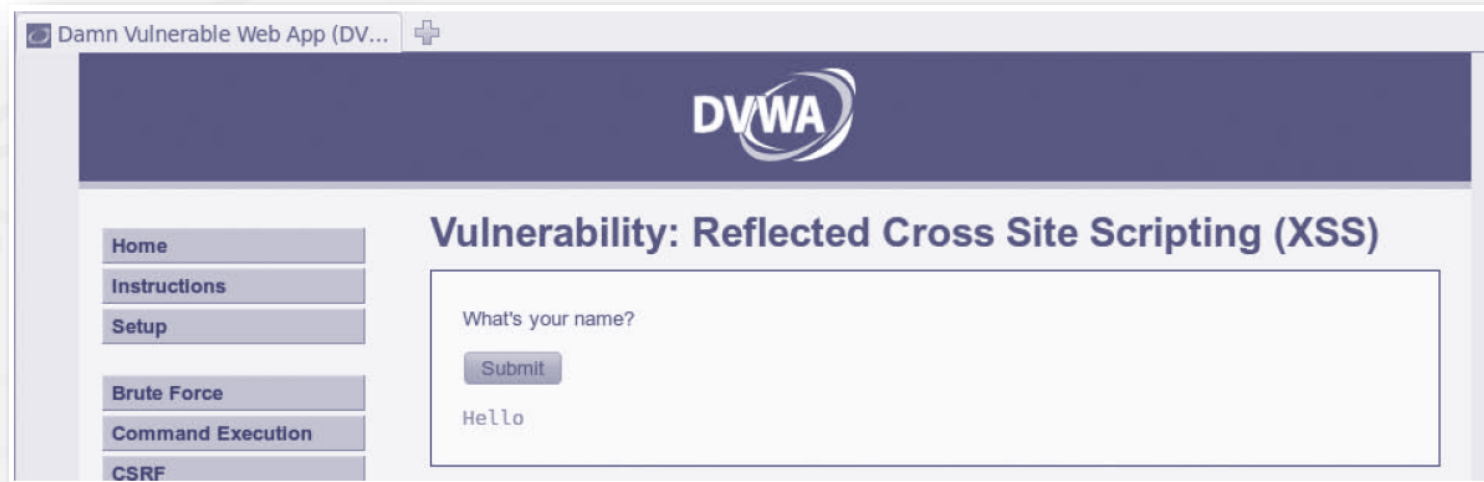 Damn Vulnerable Web App (DV...
DVWA
Home
Instructions
Setup
Brute Force
Command Execution
CSRF
Vulnerability: Reflected Cross Site Scripting (XSS)
What's your name?
Submit
Hello